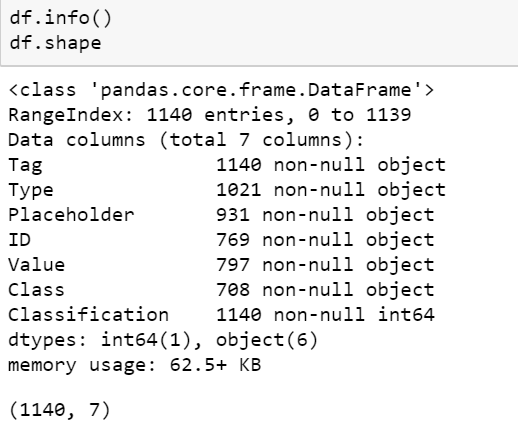 df.info()
df.shape
<class 'pandas.core.frame.DataFrame'>
RangeIndex: 1140 entries, 0 to 1139
Data columns (total 7 columns):
Tag               1140 non-null object
Type              1021 non-null object
Placeholder       931 non-null object
ID                769 non-null object
Value             797 non-null object
Class             708 non-null object
Classification    1140 non-null int64
dtypes: int64(1), object(6)
memory usage: 62.5+ KB
(1140, 7)